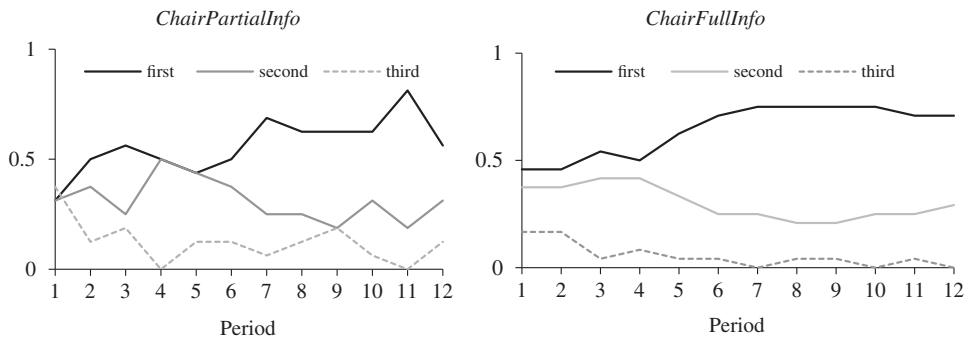 ChairPartialInfo
1
first second third
0.5
0
1 2 3 4 5 6 7 8 9 10 11 12
Period
ChairFullInfo
1
first second third
0.5
0
1 2 3 4 5 6 7 8 9 10 11 12
Period